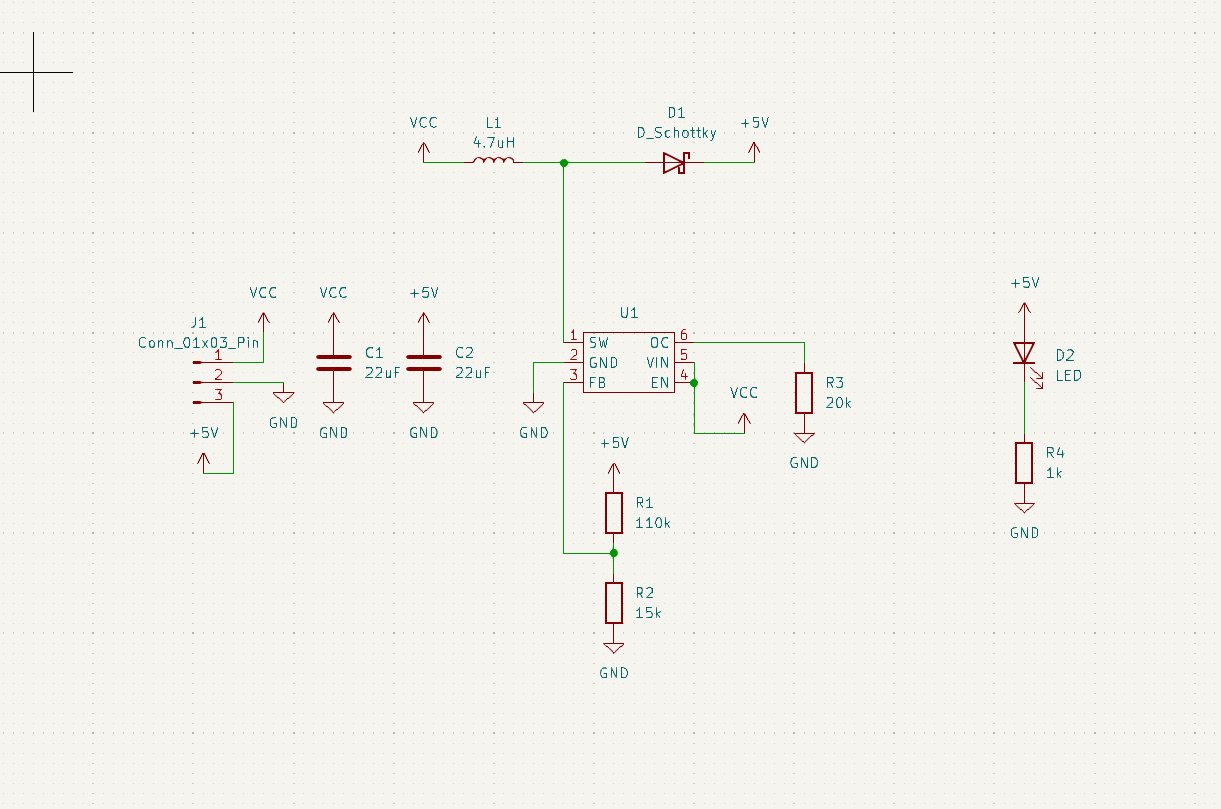 VCC
L1
4.7uH
D1
D_Schottky
+5V
J1
Conn_01x03_Pin
1
2
3
VCC
GND
+5V
VCC
C1
22uF
GND
+5V
C2
22uF
GND
U1
1
SW
OC
6
2
GND
VIN
5
3
FB
EN
4
GND
VCC
R3
20k
GND
+5V
R1
110k
R2
15k
GND
+5V
D2
LED
R4
1k
GND